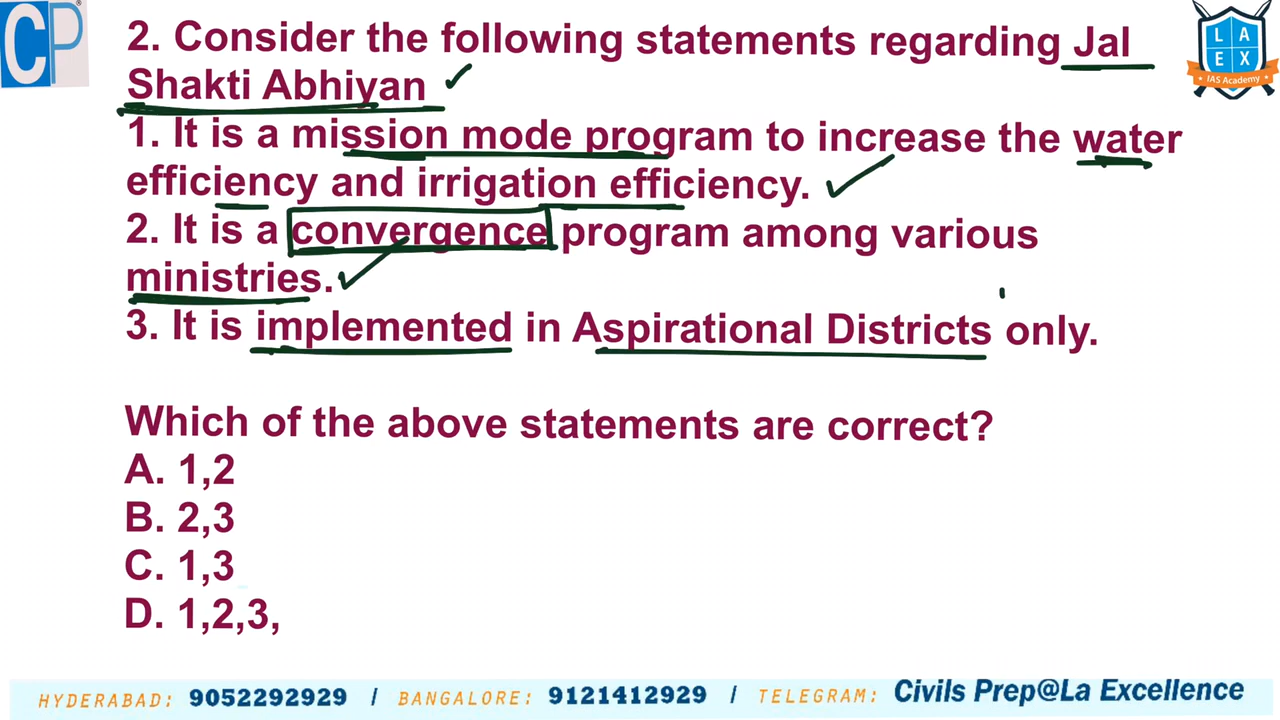 CP
LAEX
IAS Academy
2. Consider the following statements regarding Jal
Shakti Abhiyan
1. It is a mission mode program to increase the water
efficiency and irrigation efficiency.
2. It is a convergence program among various
ministries.
3. It is implemented in Aspirational Districts only.
Which of the above statements are correct?
A. 1,2
B. 2,3
C. 1,3
D. 1,2,3,
HYDERABAD: 9052292929 / BANGALORE: 9121412929 / TELEGRAM: Civils Prep@La Excellence